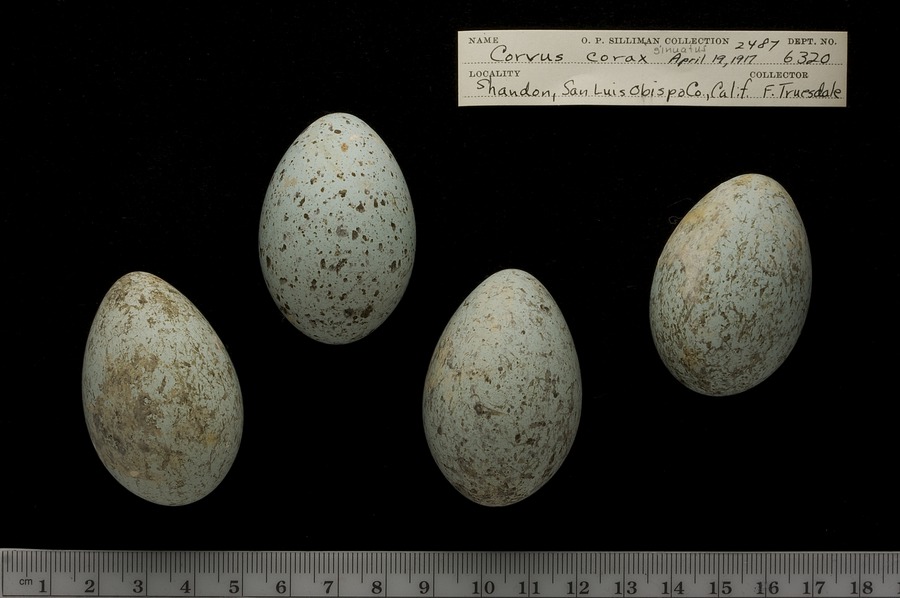 NAME O. P. SILLIMAN COLLECTION 2487 DEPT. NO.
sinuatus
Corvus corax April 19, 1917 6320
LOCALITY COLLECTOR
Shandon, San Luis Obispo Co., Calif F. Truesdale
cm 1 2 3 4 5 6 7 8 9 10 11 12 13 14 15 16 17 18